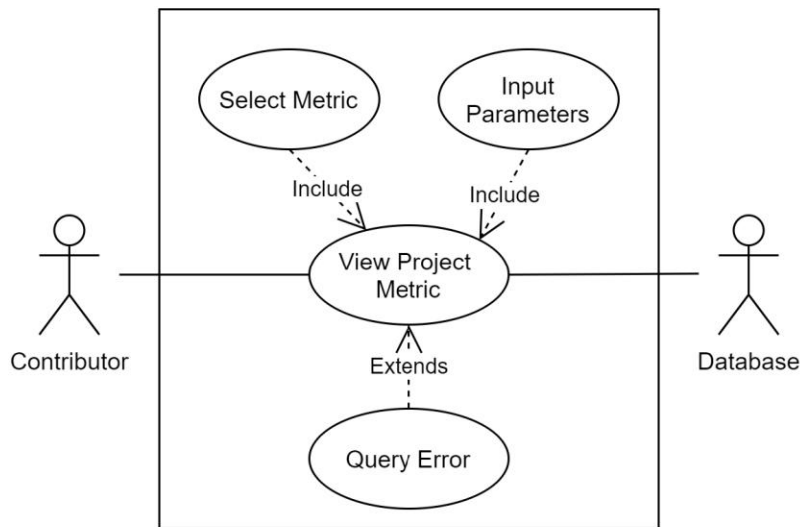 Select Metric
Input
Parameters
Include
Include
View Project
Metric
Contributor
Database
Extends
Query Error